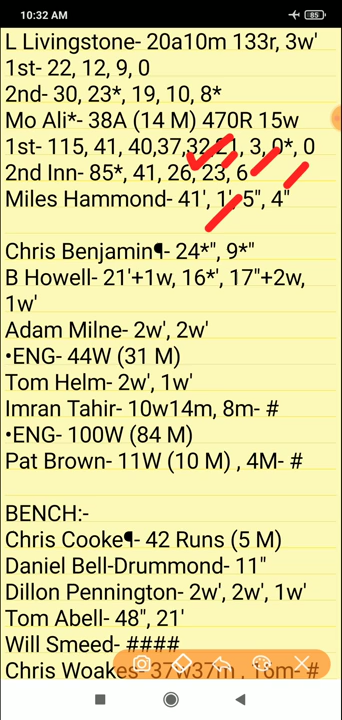 10:32 AM
85
L Livingstone- 20a10m 133r, 3w'
1st- 22, 12, 9, 0
2nd- 30, 23*, 19, 10, 8*
Mo Ali*- 38A (14 M) 470R 15w
1st- 115, 41, 40,37,32,21, 3, 0*, 0
2nd Inn- 85*, 41, 26, 23, 6
Miles Hammond- 41', 1', 5", 4"
Chris Benjamin¶- 24*", 9*"
B Howell- 21'+1w, 16*', 17"+2w,
1w'
Adam Milne- 2w', 2w'
•ENG- 44W (31 M)
Tom Helm- 2w', 1w'
Imran Tahir- 10w14m, 8m- #
•ENG- 100W (84 M)
Pat Brown- 11W (10 M) , 4M- #
BENCH:-
Chris Cooke¶- 42 Runs (5 M)
Daniel Bell-Drummond- 11"
Dillon Pennington- 2w', 2w', 1w'
Tom Abell- 48", 21'
Will Smeed- ####
Chris Woakes- 37w37m , 16m- #